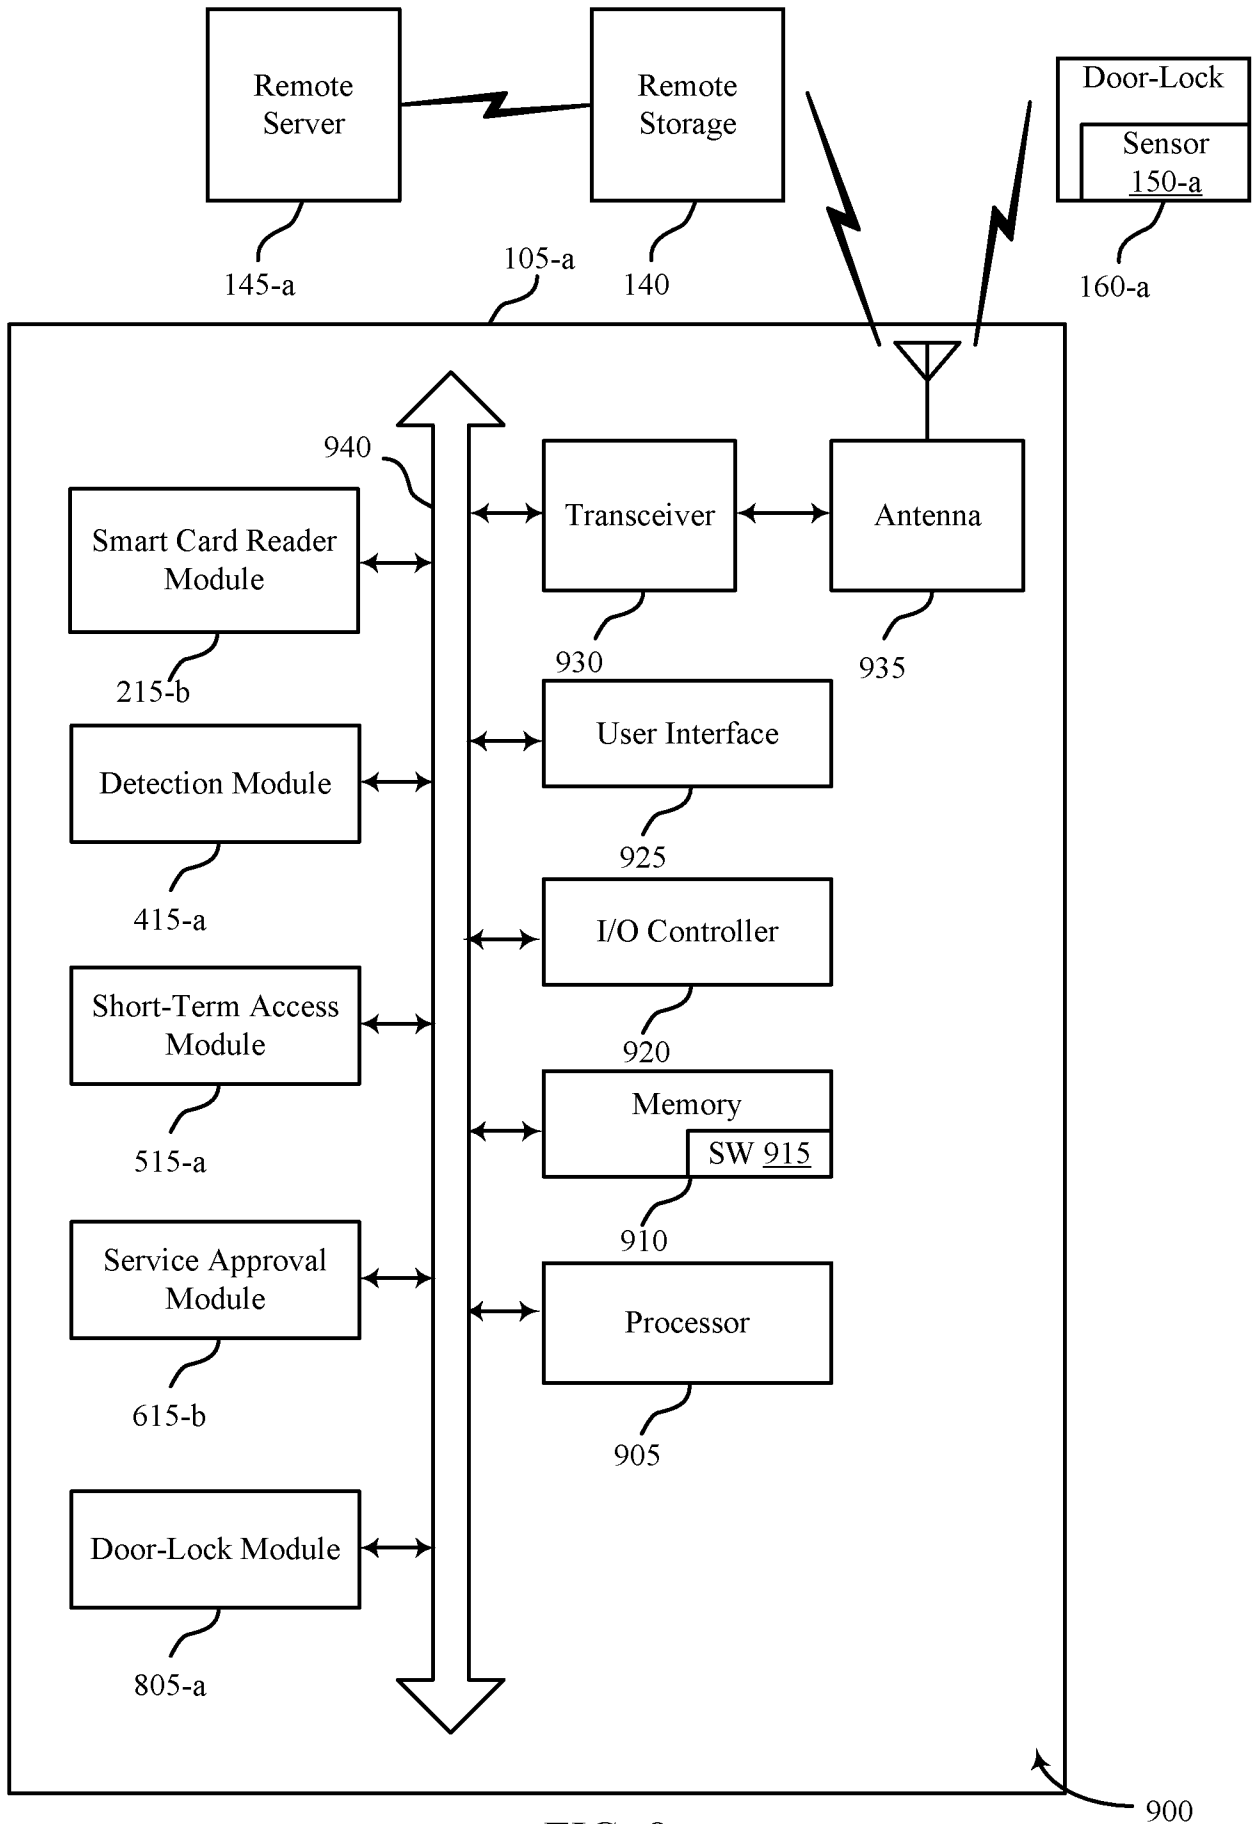 Remote
Server
Remote
Storage
Door-Lock
Sensor
150-a
145-a
105-a
140
160-a
940
Transceiver
Antenna
Smart Card Reader
Module
930
935
215-b
User Interface
Detection Module
925
415-a
I/O Controller
Short-Term Access
Module
920
Memory
SW 915
515-a
910
Service Approval
Module
Processor
615-b
905
Door-Lock Module
805-a
900